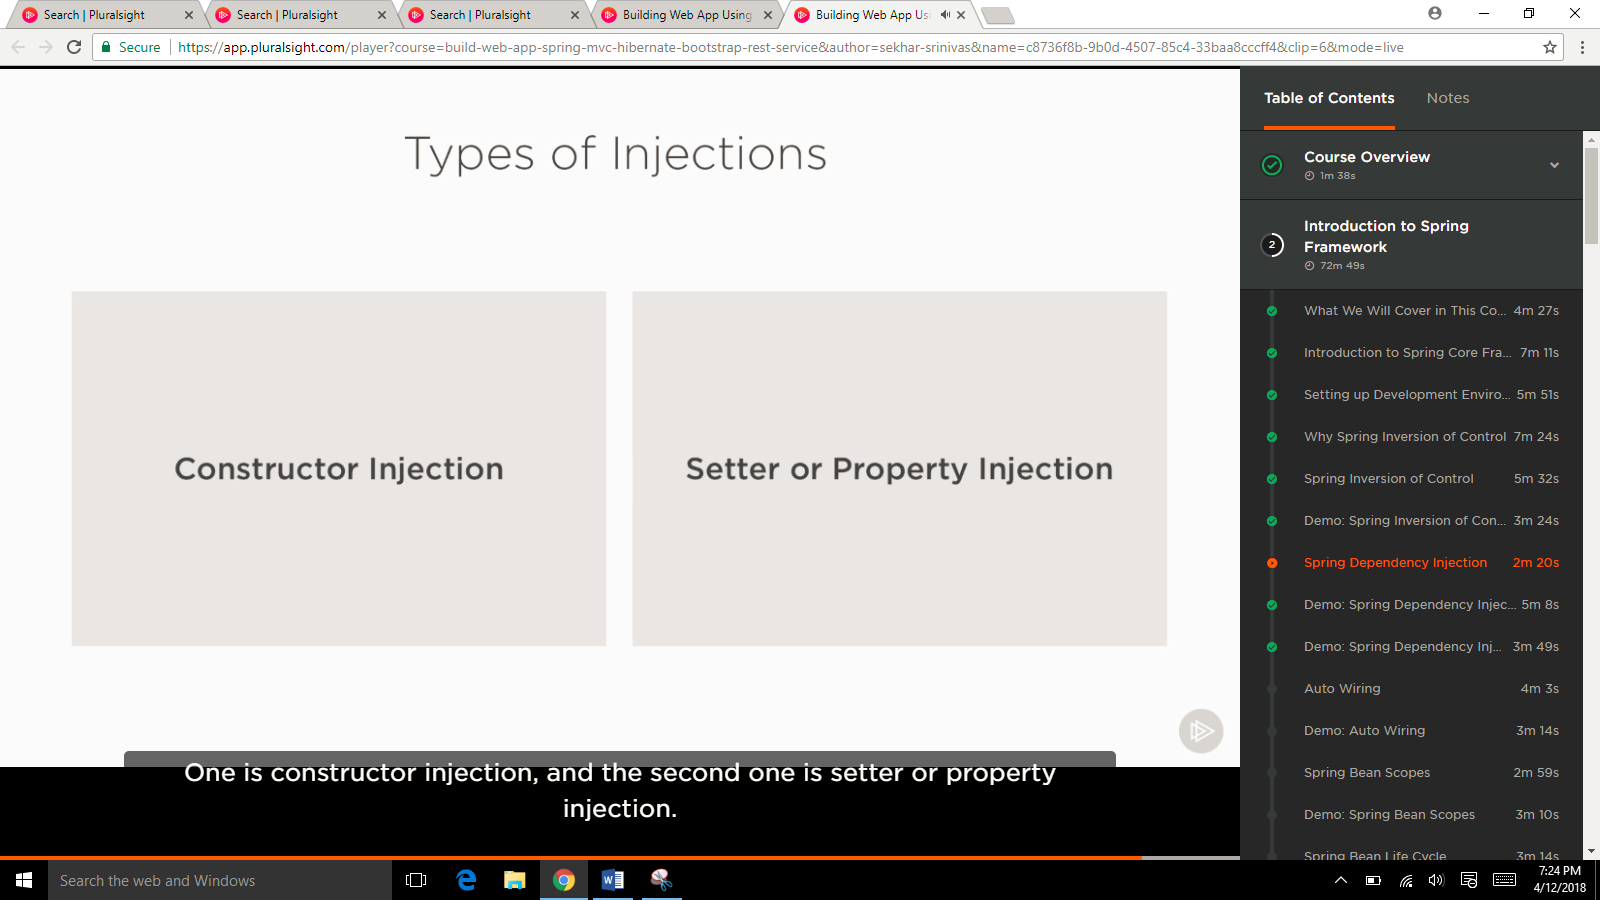 Search | Pluralsight
Search | Pluralsight
Search | Pluralsight
Building Web App Using
Building Web App Us
Secure
https://app.pluralsight.com/player?course=build-web-app-spring-mvc-hibernate-bootstrap-rest-service&author=sekhar-srinivas&name=c8736f8b-9b0d-4507-85c4-33baa8cccff4&clip=6&mode=live
Types of Injections
Constructor Injection
Setter or Property Injection
One is constructor injection, and the second one is setter or property
injection.
Table of Contents
Notes
Course Overview
1m 38s
2
Introduction to Spring
Framework
72m 49s
What We Will Cover in This Co... 4m 27s
Introduction to Spring Core Fra... 7m 11s
Setting up Development Enviro... 5m 51s
Why Spring Inversion of Control 7m 24s
Spring Inversion of Control 5m 32s
Demo: Spring Inversion of Con... 3m 24s
Spring Dependency Injection 2m 20s
Demo: Spring Dependency Injec... 5m 8s
Demo: Spring Dependency Inj... 3m 49s
Auto Wiring 4m 3s
Demo: Auto Wiring 3m 14s
Spring Bean Scopes 2m 59s
Demo: Spring Bean Scopes 3m 10s
Spring Bean Life Cycle 3m 14s
Search the web and Windows
7:24 PM
4/12/2018